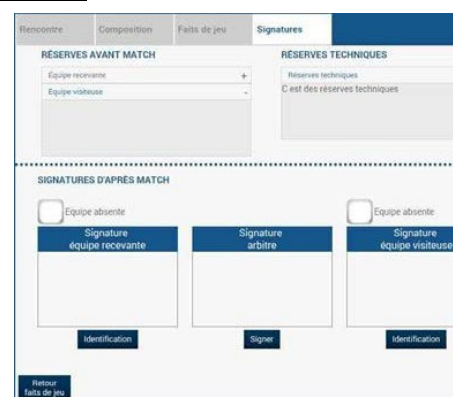 Rencontre Composition Faits de jeu Signatures
RÉSERVES AVANT MATCH
Équipe recevante +
Equipe visiteuse -
RÉSERVES TECHNIQUES
Réserves techniques
C est des réserves techniques
SIGNATURES D'APRÈS MATCH
Equipe absente
Equipe absente
Signature
équipe recevante
Signature
arbitre
Signature
équipe visiteuse
Identification
Signer
Identification
Retour
faits de jeu